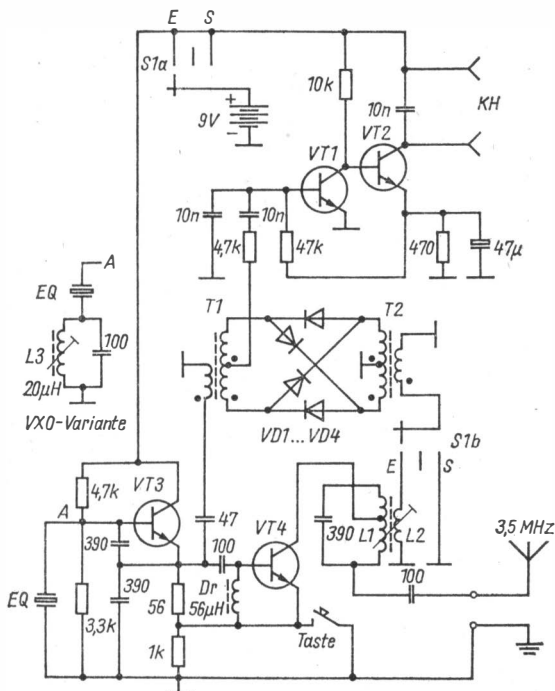 E S
S1a
10k
10n
KH
9V
+
−
VT1
VT2
10n
10n
4,7k
47k
470
47µ
A
EQ
L3
100
20µH
VXO-Variante
T1
T2
VD1...VD4
S1b
E S
4,7k
VT3
A
47
VT4
390
390
100
390
L1
L2
3,5 MHz
EQ
Dr
56µH
100
3,3k
56
Taste
1k